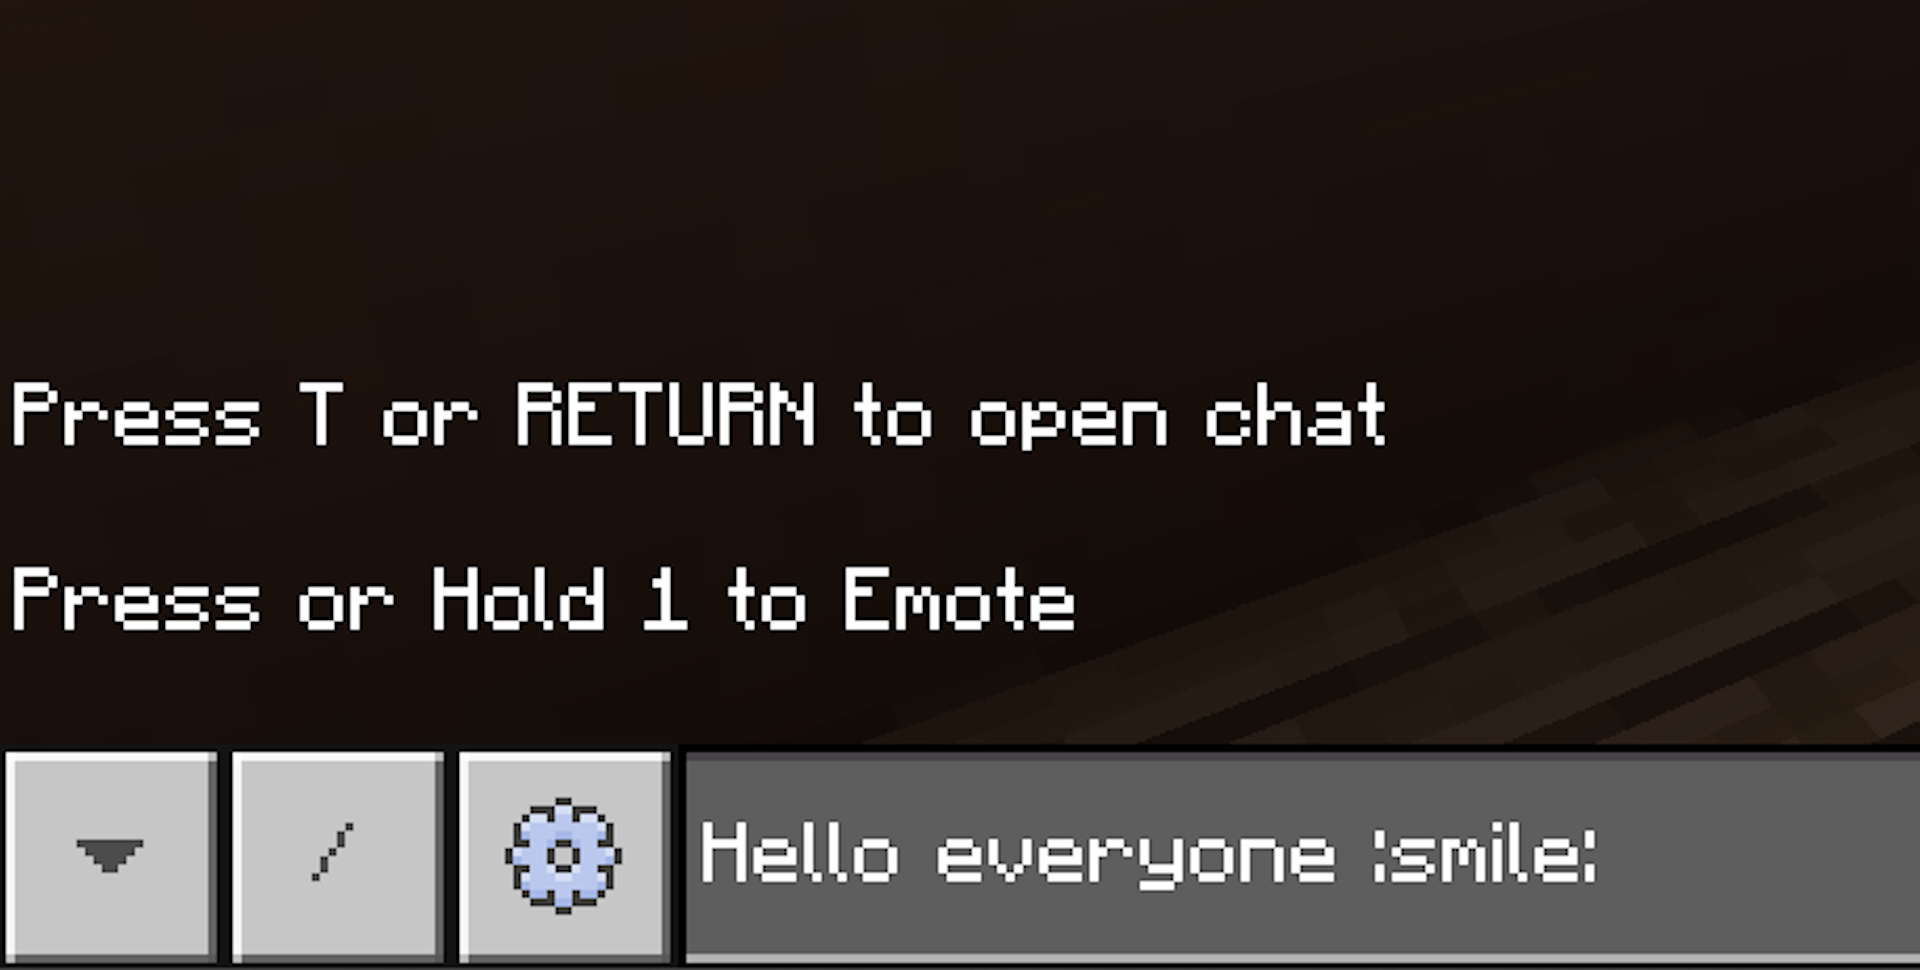 Press T or RETURN to open chat
Press or Hold 1 to Emote
/
Hello everyone :smile: